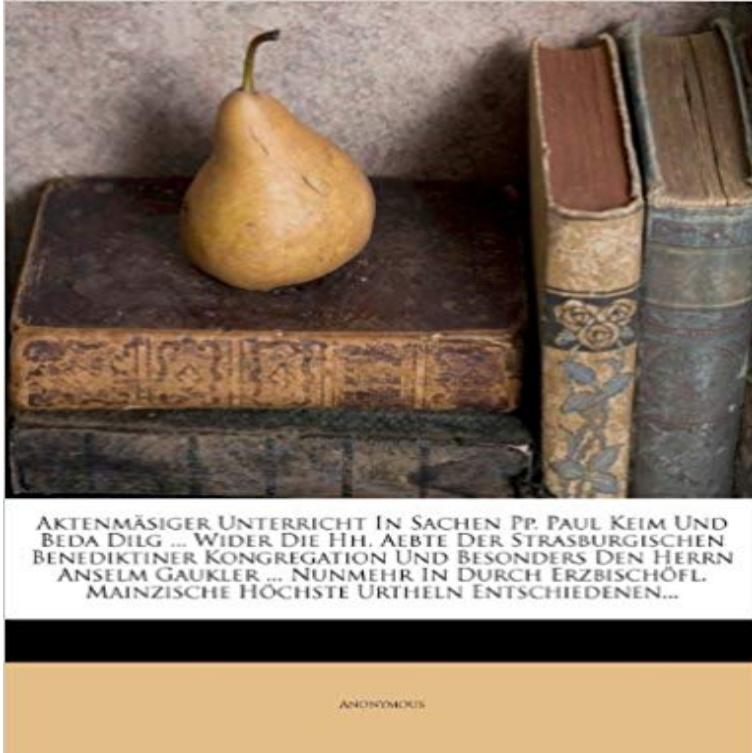 Aktenmäsiger Unterricht In Sachen Pp. Paul Keim Und
Beda Dilg ... Wider Die Hh. Aebte Der Strasburgischen
Benediktiner Kongregation Und Besonders Den Herrn
Anselm Gaukler ... Nunmehr In Durch Erzbischöfl.
Mainzische Höchste Urtheln Entschiedenen...
Anonymous